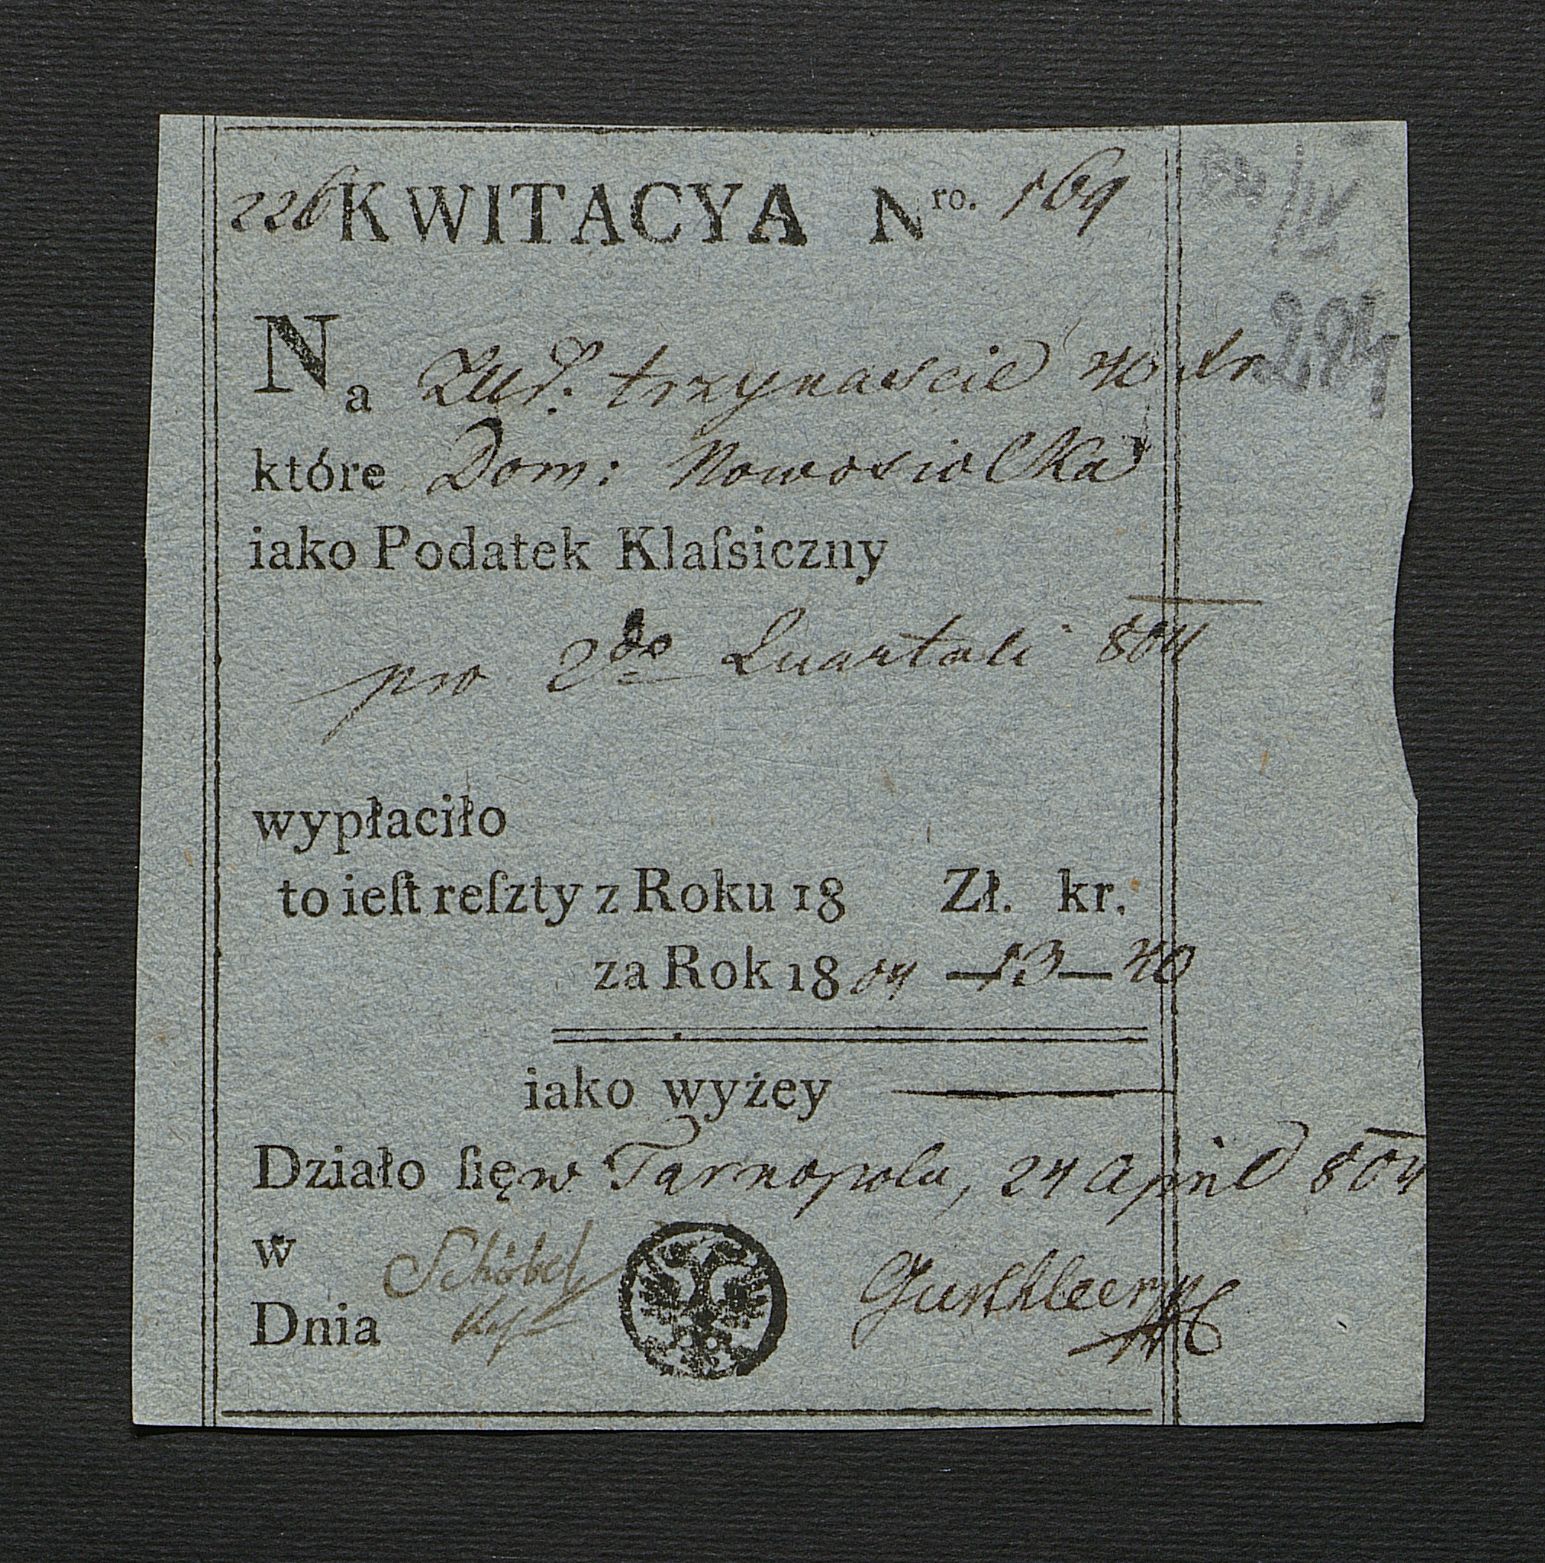 226 KWITACYA Nro. 169
Na Złł. trzynaście 40 kr
które Dom: Nowosiolka
iako Podatek Klaſsiczny
pro 2do Quartali 804
wypłaciło
to ieſt reſzty z Roku 18 Zł. kr.
za Rok 1804 — 13 — 40
iako wyżey
Działo ſię w Tarnopolu, 24 April 804
w Schöbel
Dnia